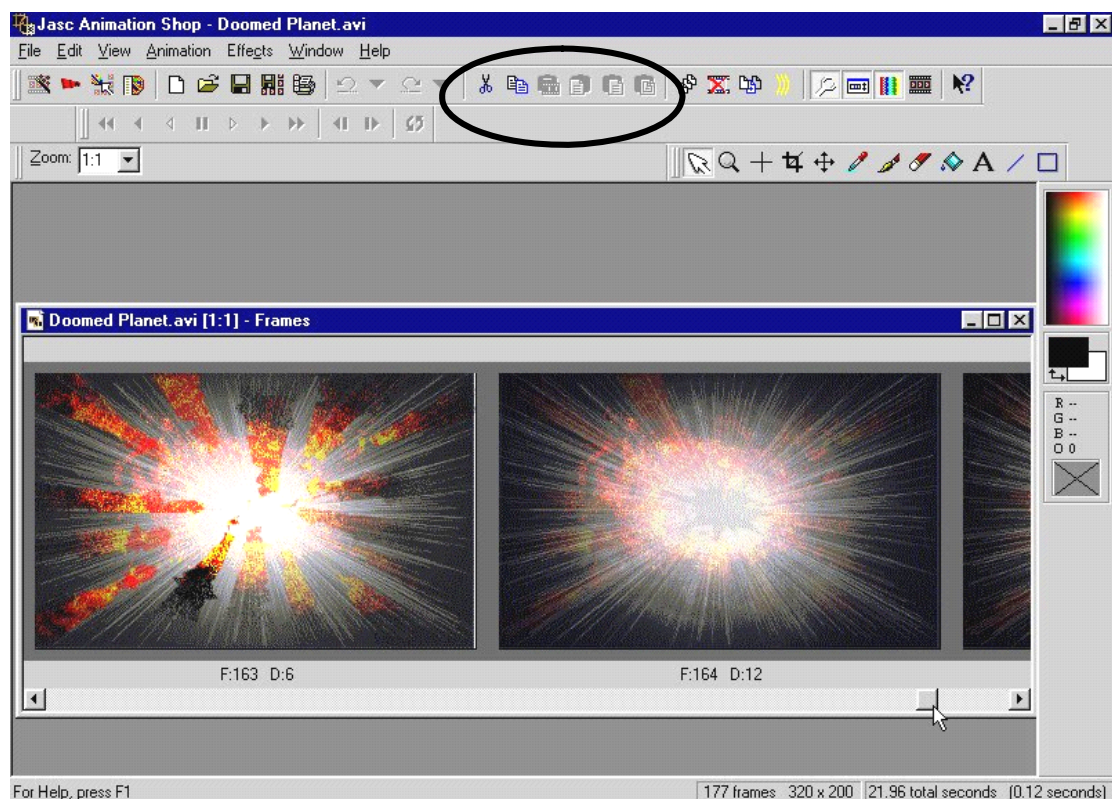 Jasc Animation Shop - Doomed Planet.avi
File Edit View Animation Effects Window Help
Zoom: 1:1
A
Doomed Planet.avi [1:1] - Frames
R --
G --
B --
O 0
F:163 D:6
F:164 D:12
For Help, press F1
177 frames 320 x 200 21.96 total seconds (0.12 seconds)